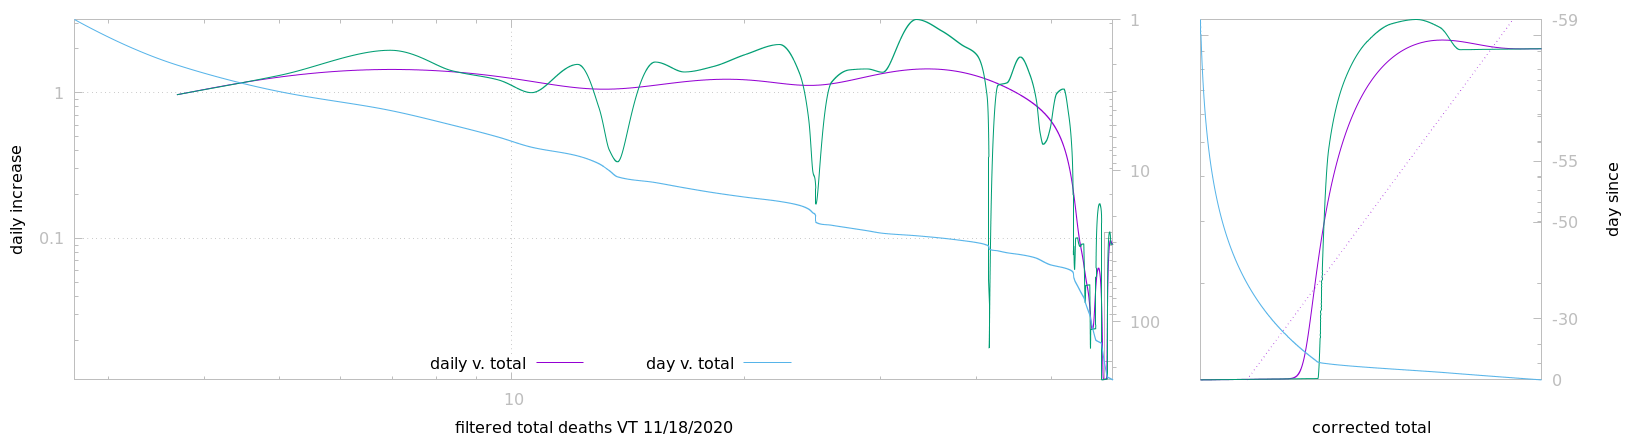 1
-59
1
10
-55
daily increase
day since
-50
0.1
100
-30
daily v. total
day v. total
0
10
filtered total deaths VT 11/18/2020
corrected total